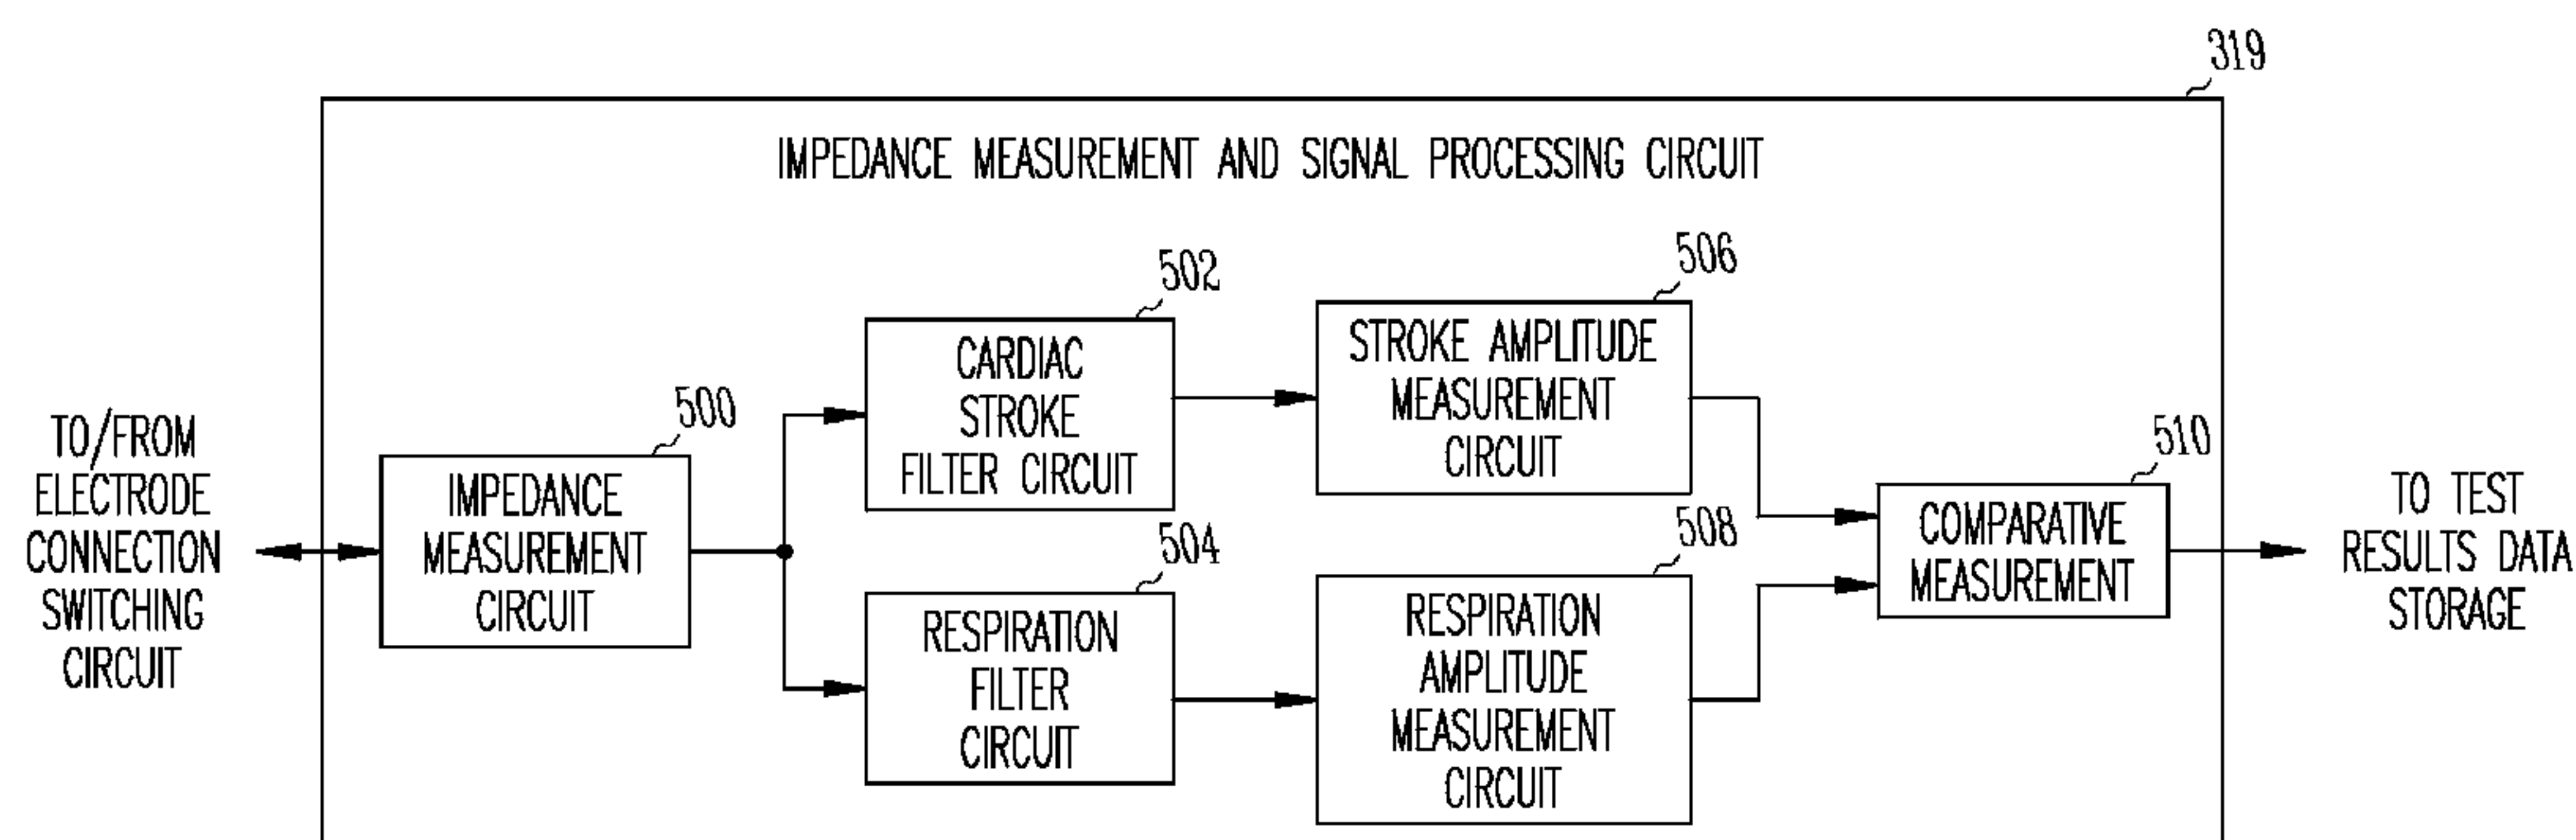 319
IMPEDANCE MEASUREMENT AND SIGNAL PROCESSING CIRCUIT
TO/FROM
ELECTRODE
CONNECTION
SWITCHING
CIRCUIT
500
IMPEDANCE
MEASUREMENT
CIRCUIT
502
CARDIAC
STROKE
FILTER CIRCUIT
504
RESPIRATION
FILTER
CIRCUIT
506
STROKE AMPLITUDE
MEASUREMENT
CIRCUIT
508
RESPIRATION
AMPLITUDE
MEASUREMENT
CIRCUIT
510
COMPARATIVE
MEASUREMENT
TO TEST
RESULTS DATA
STORAGE